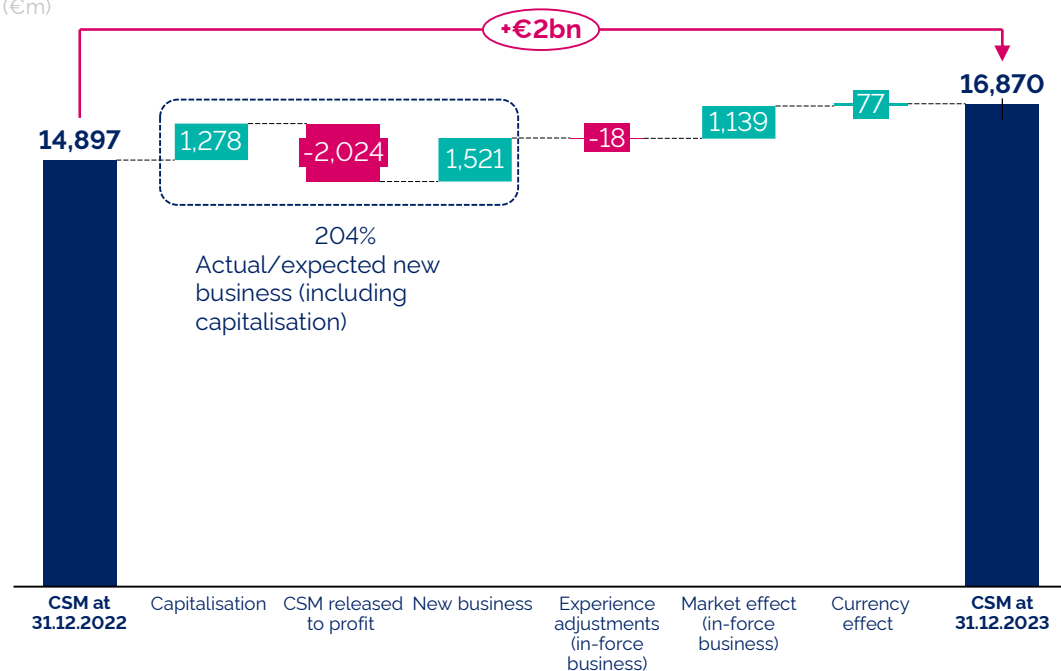 (€m)
+€2bn
14,897
1,278
-2,024
1,521
-18
1,139
77
16,870
204%
Actual/expected new
business (including
capitalisation)
CSM at
31.12.2022
Capitalisation
CSM released
to profit
New business
Experience
adjustments
(in-force
business)
Market effect
(in-force
business)
Currency
effect
CSM at
31.12.2023